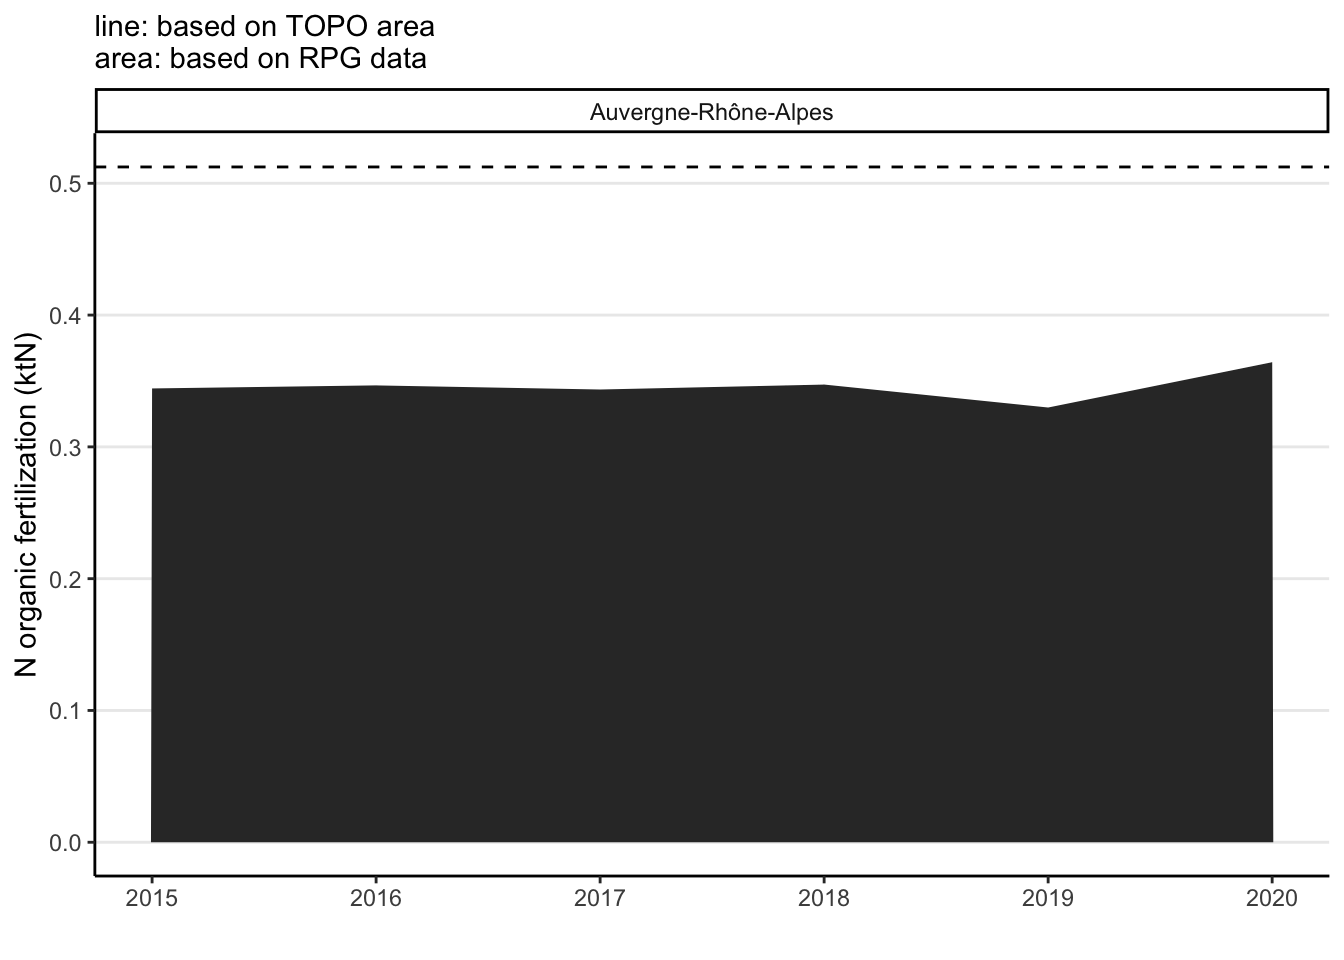 line: based on TOPO area
area: based on RPG data
Auvergne-Rhône-Alpes
N organic fertilization (ktN)
0.5
0.4
0.3
0.2
0.1
0.0
2015 2016 2017 2018 2019 2020